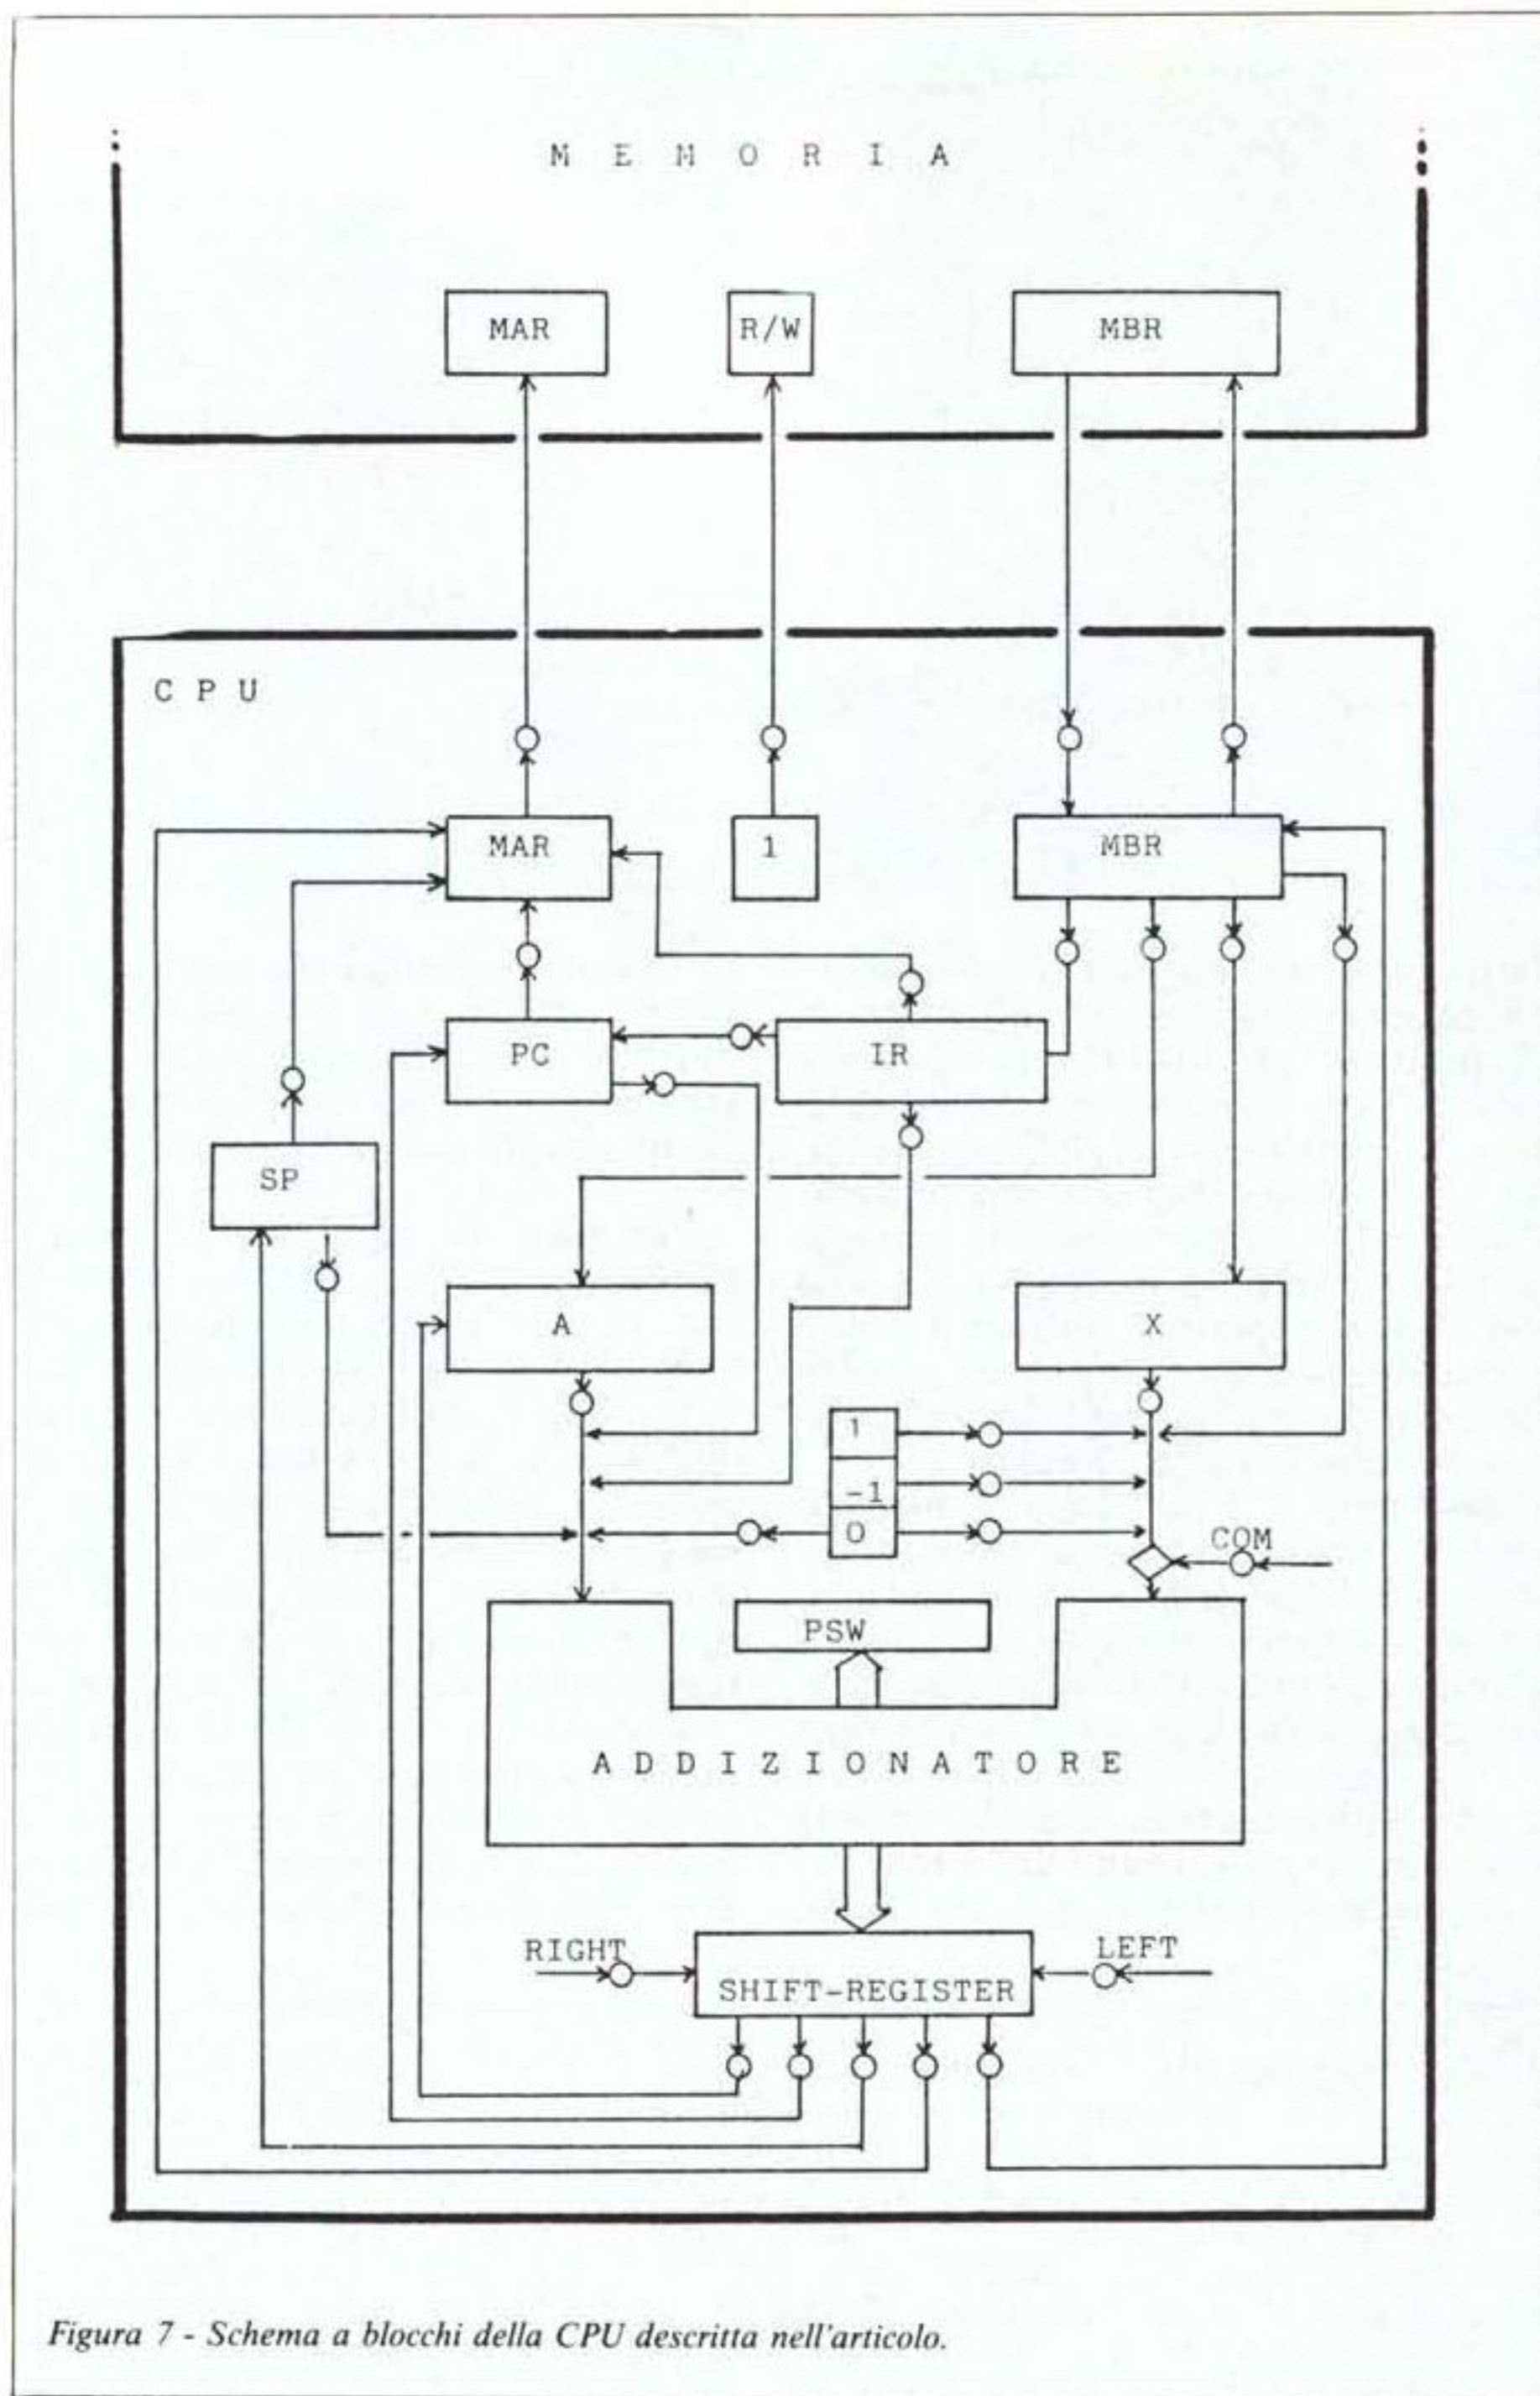 M E M O R I A
MAR
R/W
MBR
C P U
MAR
1
MBR
PC
IR
SP
A
X
1
-1
0
COM
PSW
A D D I Z I O N A T O R E
RIGHT
LEFT
SHIFT-REGISTER
Figura 7 - Schema a blocchi della CPU descritta nell'articolo.